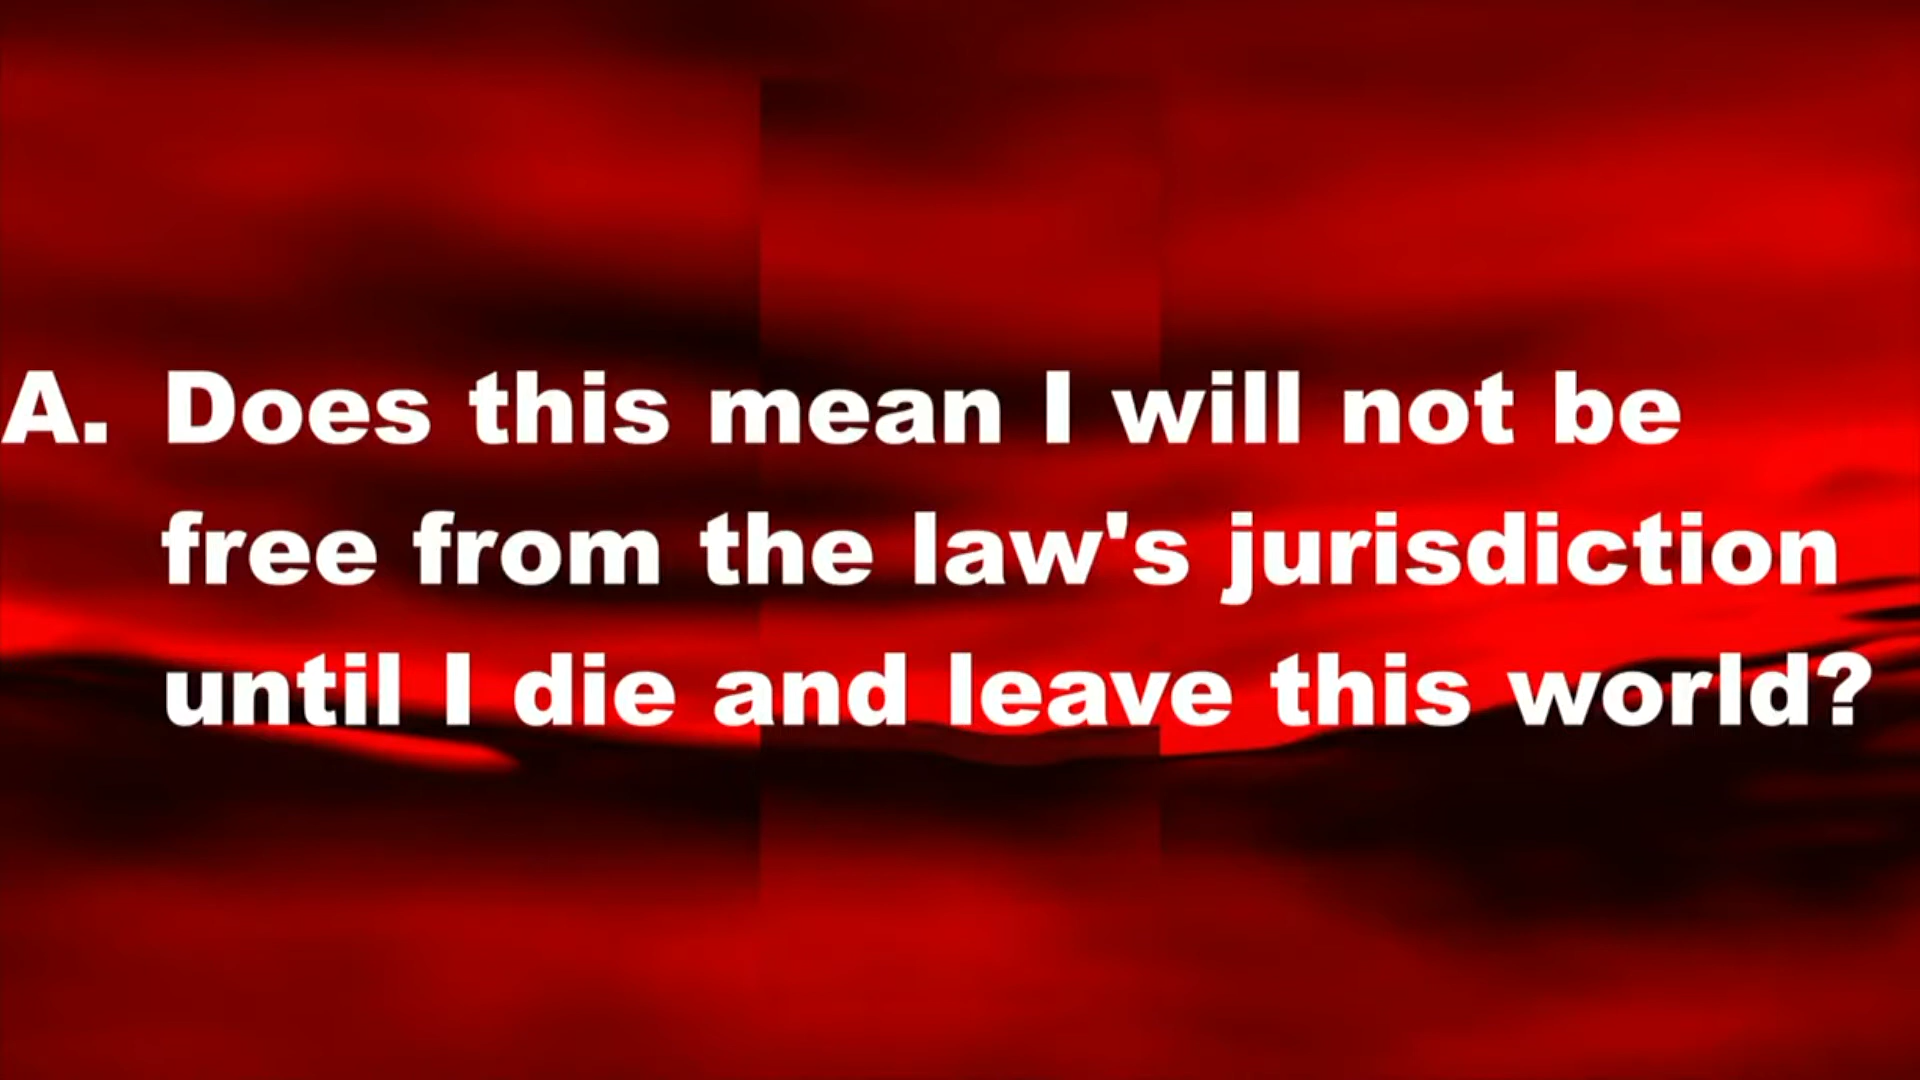 A. Does this mean I will not be
free from the law's jurisdiction
until I die and leave this world?